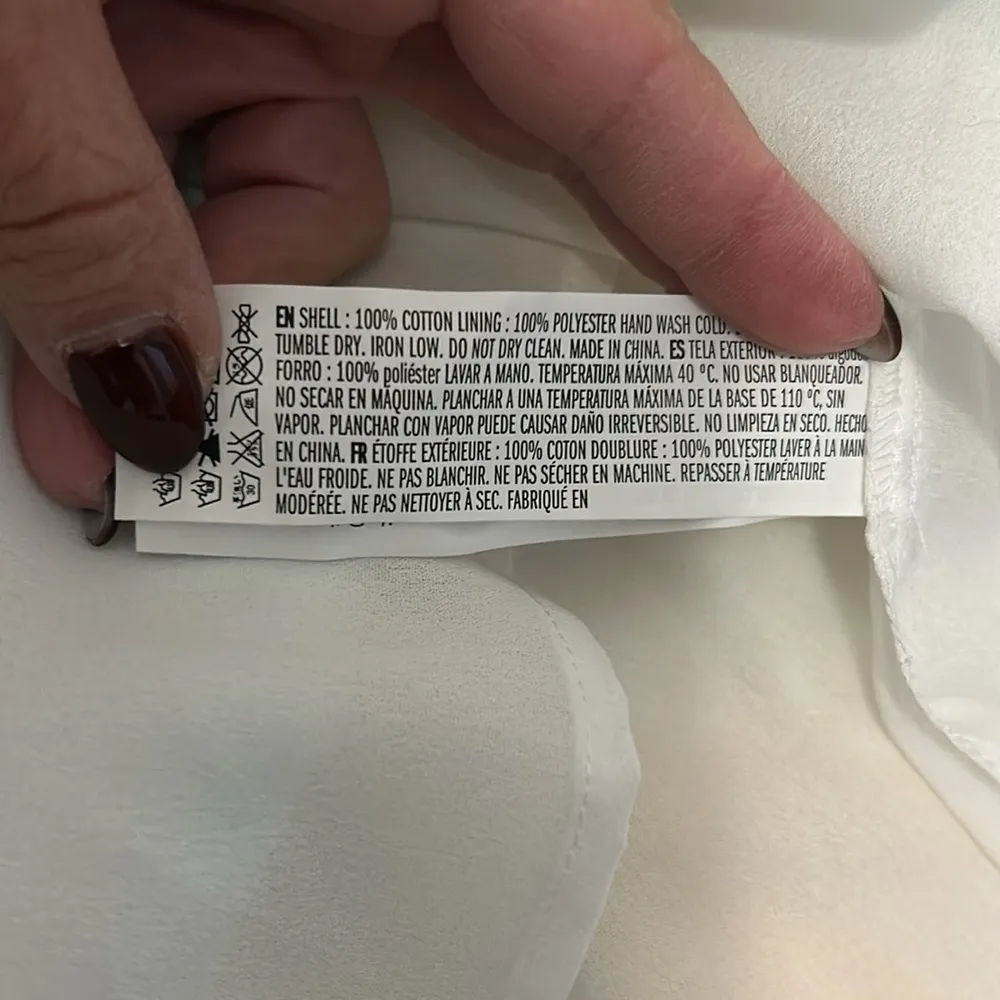 EN SHELL : 100% COTTON LINING : 100% POLYESTER HAND WASH COLD.
TUMBLE DRY. IRON LOW. DO NOT DRY CLEAN. MADE IN CHINA. ES TELA EXTERIOR : algodó
FORRO : 100% poliéster LAVAR A MANO. TEMPERATURA MÁXIMA 40 ºC. NO USAR BLANQUEADOR.
NO SECAR EN MÁQUINA. PLANCHAR A UNA TEMPERATURA MÁXIMA DE LA BASE DE 110 ºC, SIN
VAPOR. PLANCHAR CON VAPOR PUEDE CAUSAR DAÑO IRREVERSIBLE. NO LIMPIEZA EN SECO. HECHO
EN CHINA. FR ÉTOFFE EXTÉRIEURE : 100% COTON DOUBLURE : 100% POLYESTER LAVER À LA MAIN
L'EAU FROIDE. NE PAS BLANCHIR. NE PAS SÉCHER EN MACHINE. REPASSER À TEMPÉRATURE
MODÉRÉE. NE PAS NETTOYER À SEC. FABRIQUÉ EN